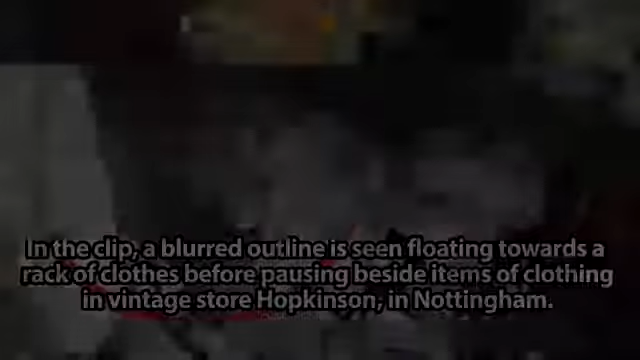 In the clip, a blurred outline is seen floating towards a
rack of clothes before pausing beside items of clothing
in vintage store Hopkinson, in Nottingham.